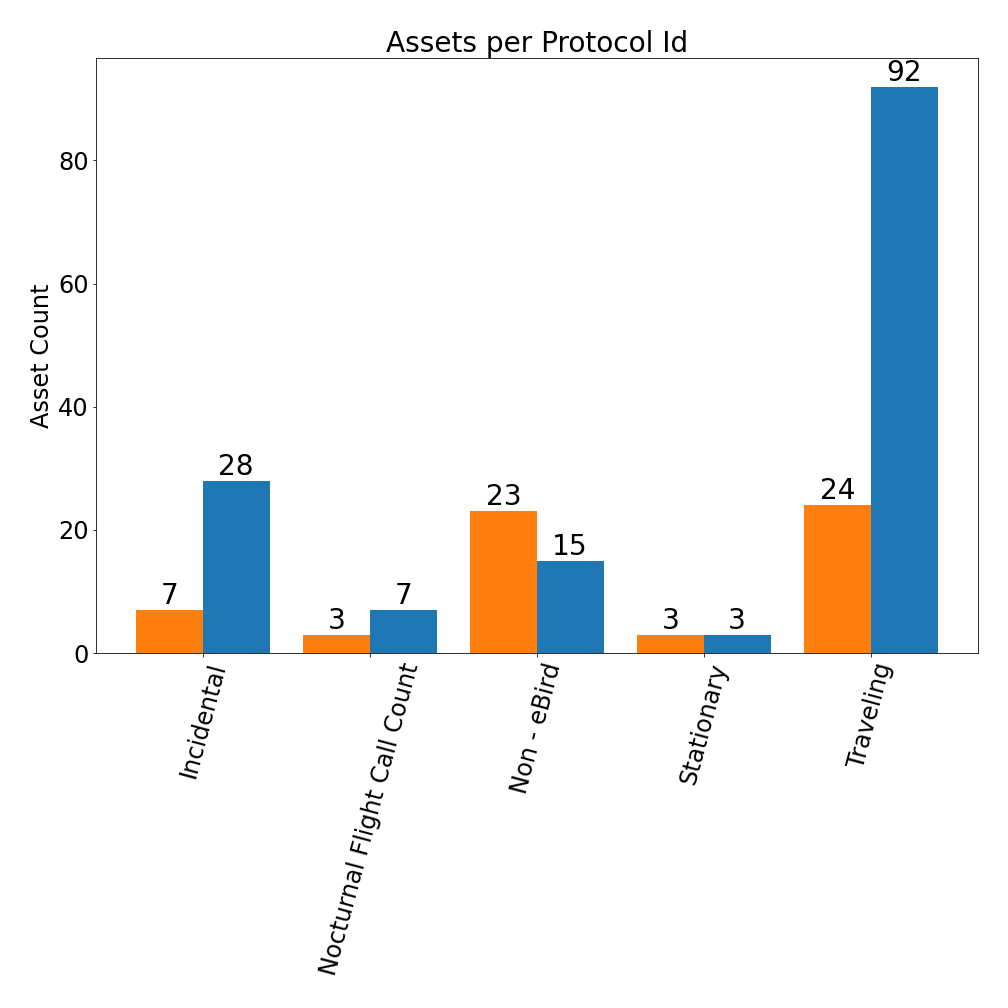 Assets per Protocol Id
Asset Count
80
60
40
20
0
7
28
3
7
23
15
3
3
24
92
Incidental
Nocturnal Flight Call Count
Non - eBird
Stationary
Traveling